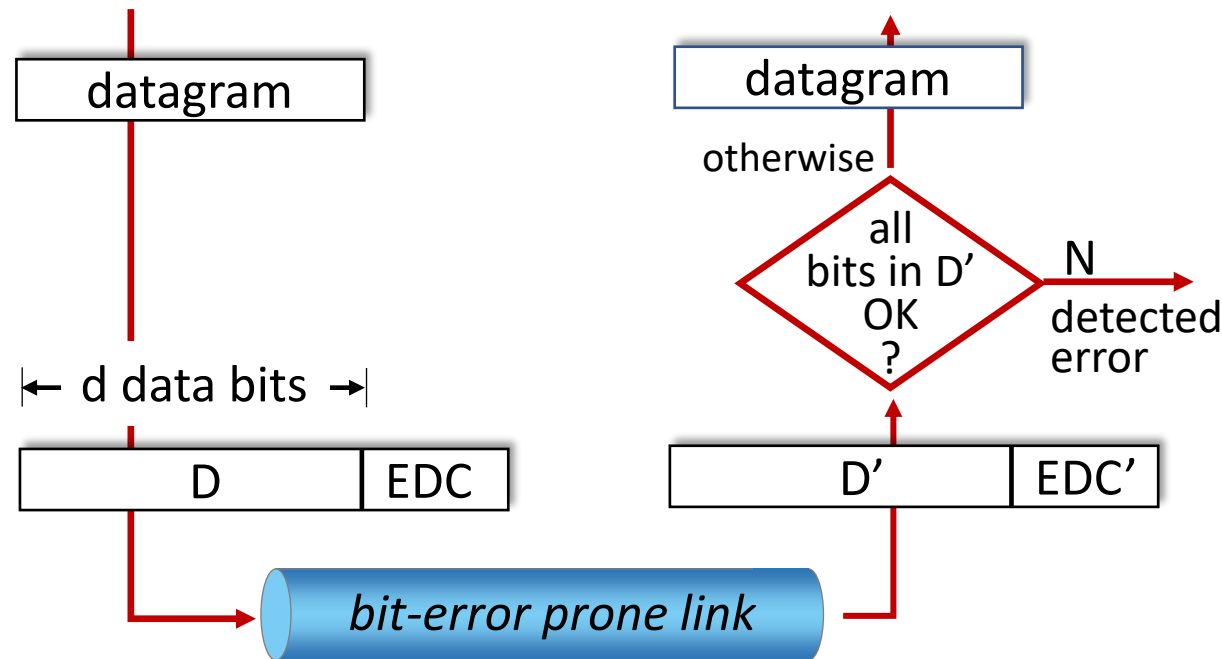 datagram
d data bits
D
EDC
bit-error prone link
datagram
otherwise
all
bits in D’
OK
?
N
detected
error
D’
EDC’